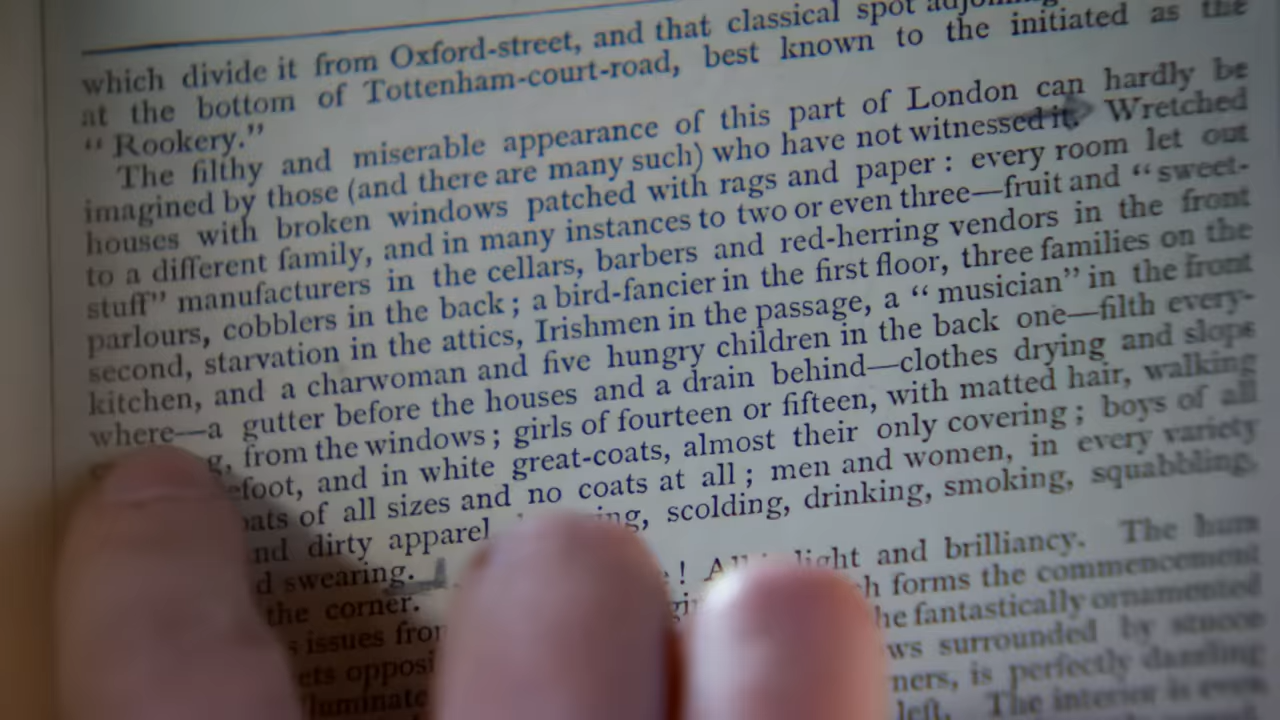 which divide it from Oxford-street, and that classical spot
at the bottom of Tottenham-court-road, best known to the initiated as the
“ Rookery.”
The filthy and miserable appearance of this part of London can hardly be
imagined by those (and there are many such) who have not witnessed it. Wretched
houses with broken windows patched with rags and paper : every room let out
to a different family, and in many instances to two or even three—fruit and “ sweet-
stuff” manufacturers in the cellars, barbers and red-herring vendors in the front
parlours, cobblers in the back ; a bird-fancier in the first floor, three families on the
second, starvation in the attics, Irishmen in the passage, a “ musician” in the front
kitchen, and a charwoman and five hungry children in the back one—filth every-
where—a gutter before the houses and a drain behind—clothes drying and slops
from the windows ; girls of fourteen or fifteen, with matted hair, walking
and in white great-coats, almost their only covering ; boys of all
of all sizes and no coats at all ; men and women, in every variety
dirty apparel scolding, drinking, smoking, squabbling,
swearing.
the corner. ! light and brilliancy. The hum
issues forms the commencement
fantastically ornamented
surrounded by stucco
is perfectly dazzling
left. The interior is even